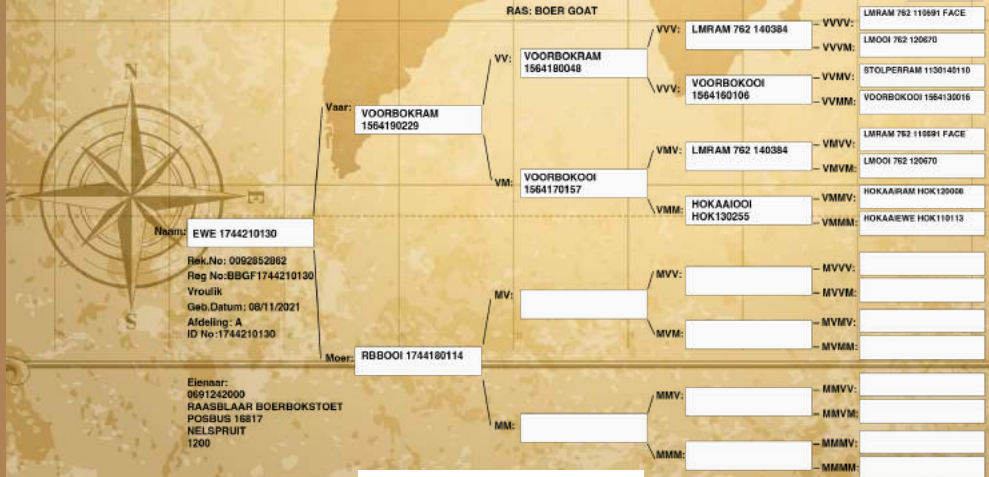 RAS: BOER GOAT
N
E
S
Naam: EWE 1744210130
Rek.No: 0092852862
Reg No:BBGF1744210130
Vroulik
Geb.Datum: 08/11/2021
Afdeling: A
ID No:1744210130
Eienaar:
0691242000
RAASBLAAR BOERBOKSTOET
POSBUS 16817
NELSPRUIT
1200
Vaar: VOORBOKRAM
1564190229
Moer: RBBOOI 1744180114
VV: VOORBOKRAM
1564180048
VM: VOORBOKOOI
1564170157
MV:
MM:
VVV: LMRAM 762 140384
VVV: VOORBOKOOI
1564160106
VMV: LMRAM 762 140384
VMM: HOKAAIOOI
HOK130255
MVV:
MVM:
MMV:
MMM:
VVVV: LMRAM 762 110591 FACE
VVVM: LMOOI 762 120670
VVMV: STOLPERRAM 1130140110
VVMM: VOORBOKOOI 1564130016
VMVV: LMRAM 762 110591 FACE
VMVM: LMOOI 762 120670
VMMV: HOKAAIRAM HOK120008
VMMM: HOKAAIEWE HOK110113
MVVV:
MVVM:
MVMV:
MVMM:
MMVV:
MMVM:
MMMV:
MMMM: